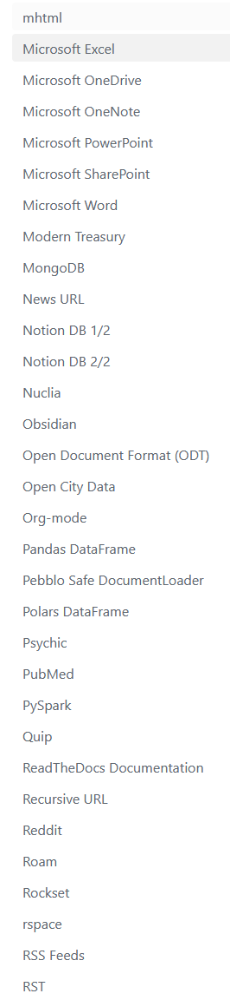 mhtml
Microsoft Excel
Microsoft OneDrive
Microsoft OneNote
Microsoft PowerPoint
Microsoft SharePoint
Microsoft Word
Modern Treasury
MongoDB
News URL
Notion DB 1/2
Notion DB 2/2
Nuclia
Obsidian
Open Document Format (ODT)
Open City Data
Org-mode
Pandas DataFrame
Pebblo Safe DocumentLoader
Polars DataFrame
Psychic
PubMed
PySpark
Quip
ReadTheDocs Documentation
Recursive URL
Reddit
Roam
Rockset
rspace
RSS Feeds
RST